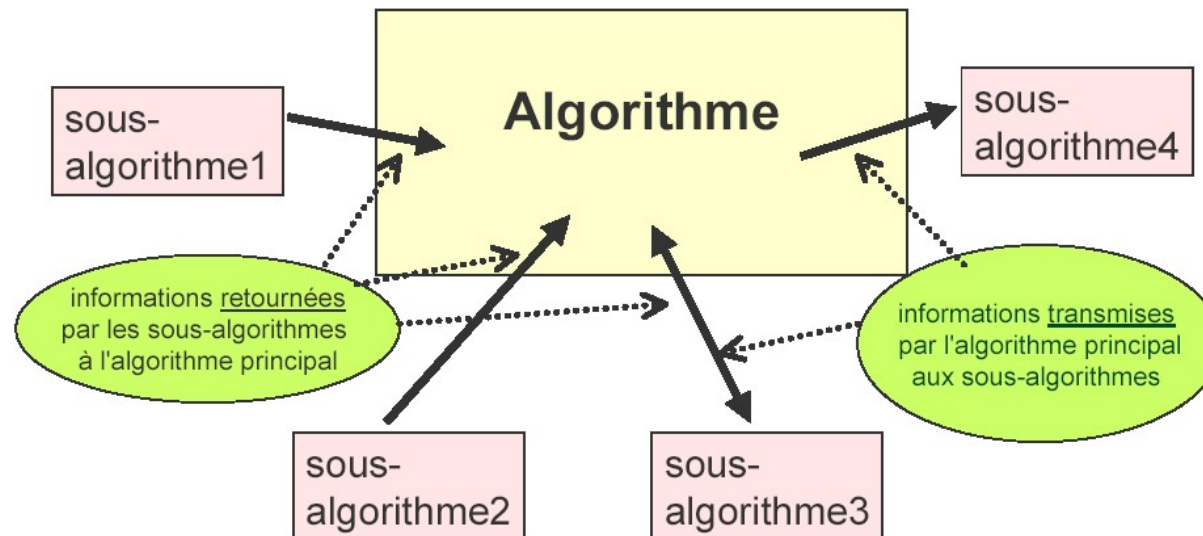 Algorithme
sous-
algorithme1
sous-
algorithme4
informations retournées
par les sous-algorithmes
à l'algorithme principal
informations transmises
par l'algorithme principal
aux sous-algorithmes
sous-
algorithme2
sous-
algorithme3